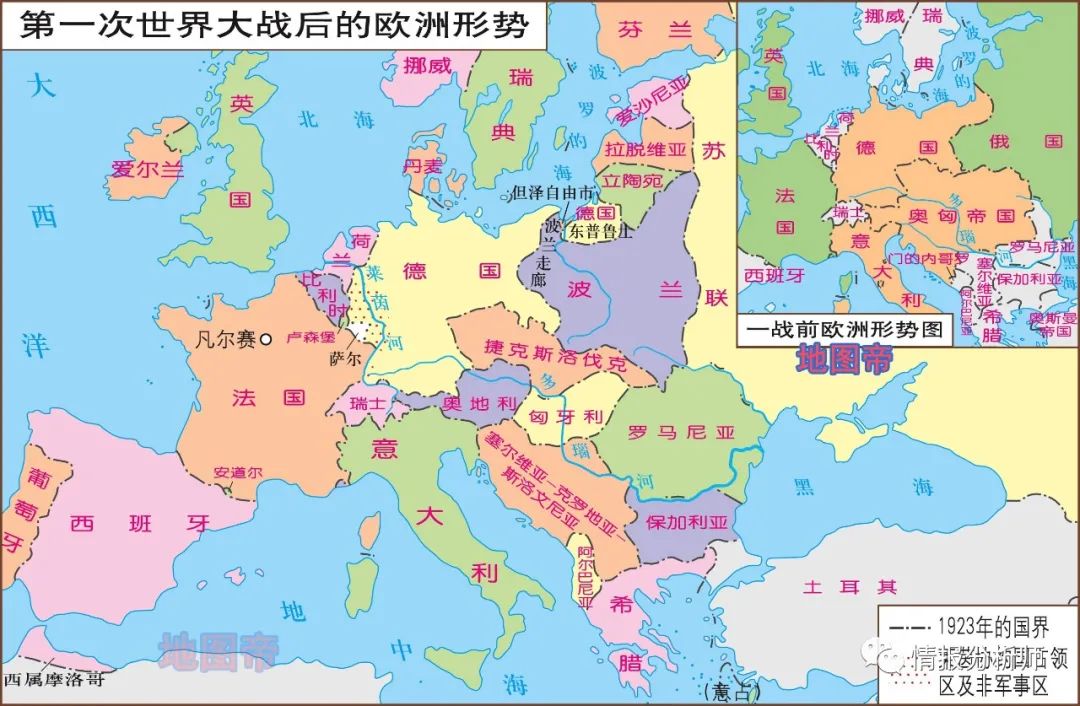 第一次世界大战后的欧洲形势
大西洋
北海
波罗的海
挪威
瑞典
芬兰
爱沙尼亚
拉脱维亚
立陶宛
苏联
英国
爱尔兰
丹麦
但泽自由市
德国
东普鲁士
波兰走廊
波兰
荷兰
比利时
莱茵河
德国
卢森堡
萨尔
凡尔赛
法国
捷克斯洛伐克
瑞士
奥地利
多瑙河
匈牙利
罗马尼亚
意大利
塞尔维亚-克罗地亚-
斯洛文尼亚
保加利亚
黑海
阿尔巴尼亚
希腊
土耳其
安道尔
葡萄牙
西班牙
地中海
西属摩洛哥
(意占)
地图帝
地图帝
挪威
瑞典
英国
北海
波罗的海
荷兰
比利时
德国
俄国
法国
瑞士
奥匈帝国
多瑙河
意大利
门的内哥罗
塞尔维亚
罗马尼亚
保加利亚
黑海
阿尔巴尼亚
希腊
奥斯曼
帝国
西班牙
一战前欧洲形势图
1923年的国界
区及非军事区